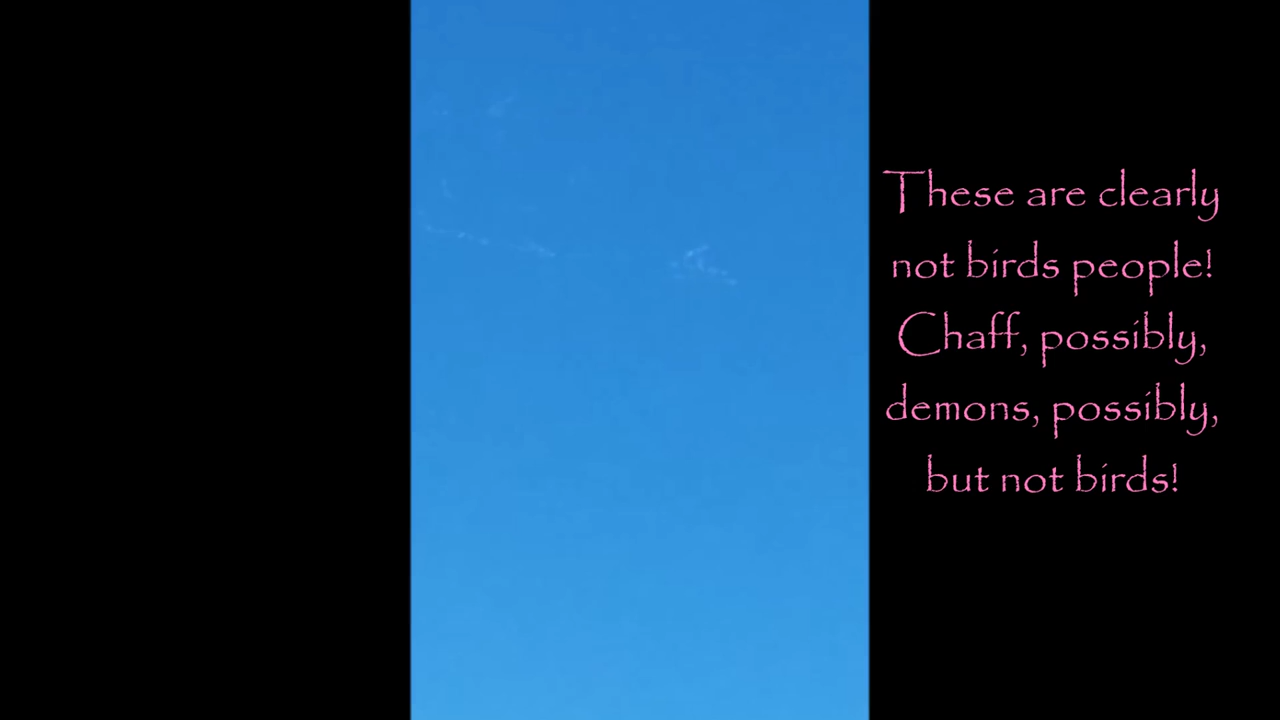 These are clearly
not birds people!
Chaff, possibly,
demons, possibly,
but not birds!